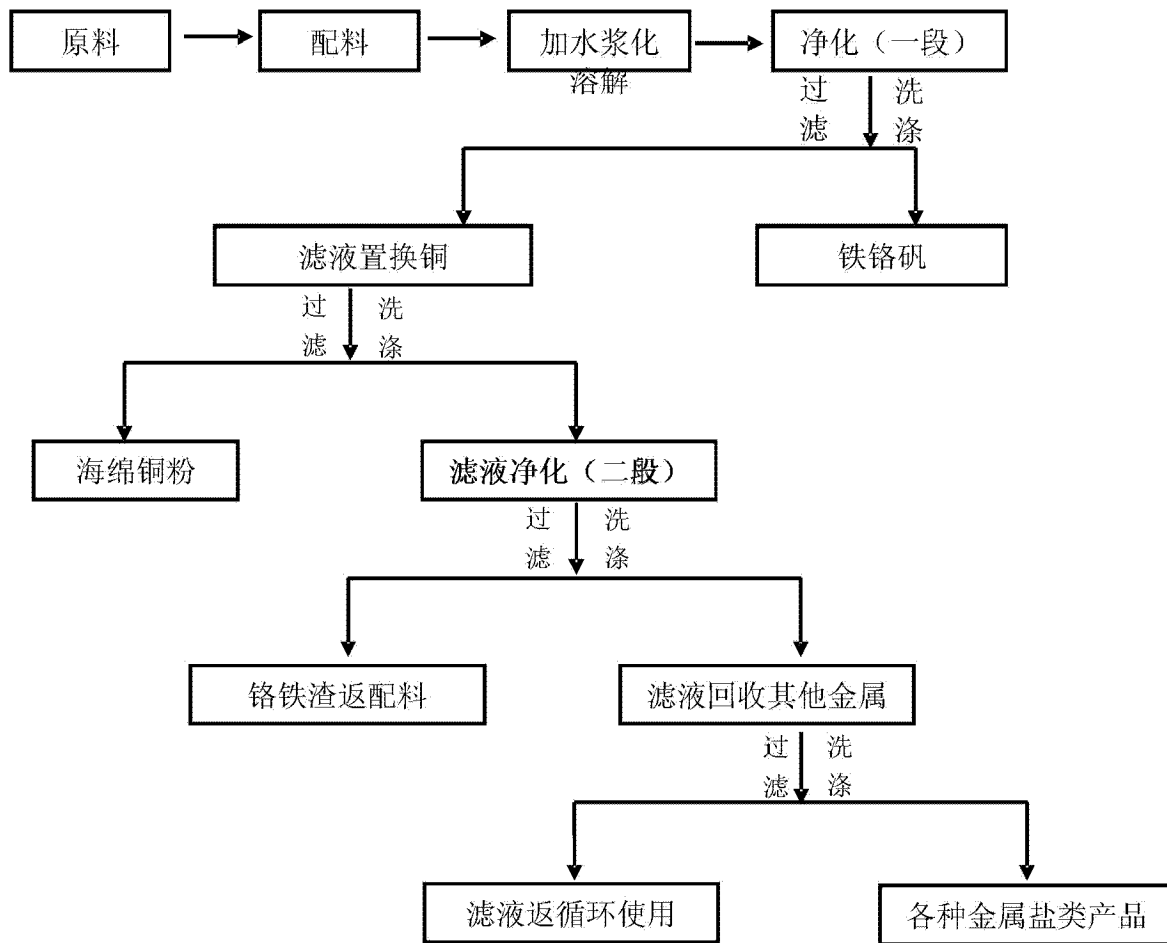 原料
配料
加水浆化
溶解
净化（一段）
过滤
洗涤
滤液置换铜
铁铬矾
过滤
洗涤
海绵铜粉
滤液净化（二段）
过滤
洗涤
铬铁渣返配料
滤液回收其他金属
过滤
洗涤
滤液返循环使用
各种金属盐类产品